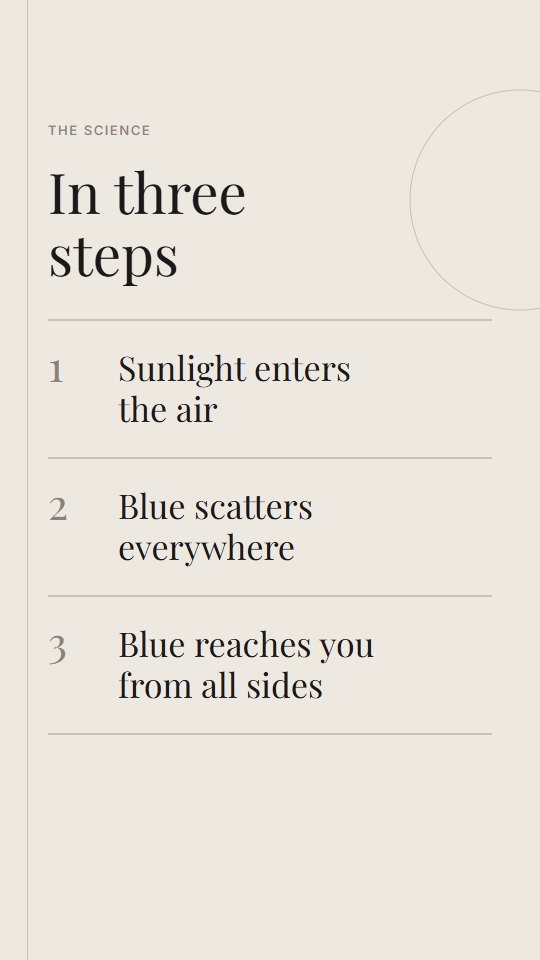 THE SCIENCE
In three
steps
1 Sunlight enters
the air
2 Blue scatters
everywhere
3 Blue reaches you
from all sides